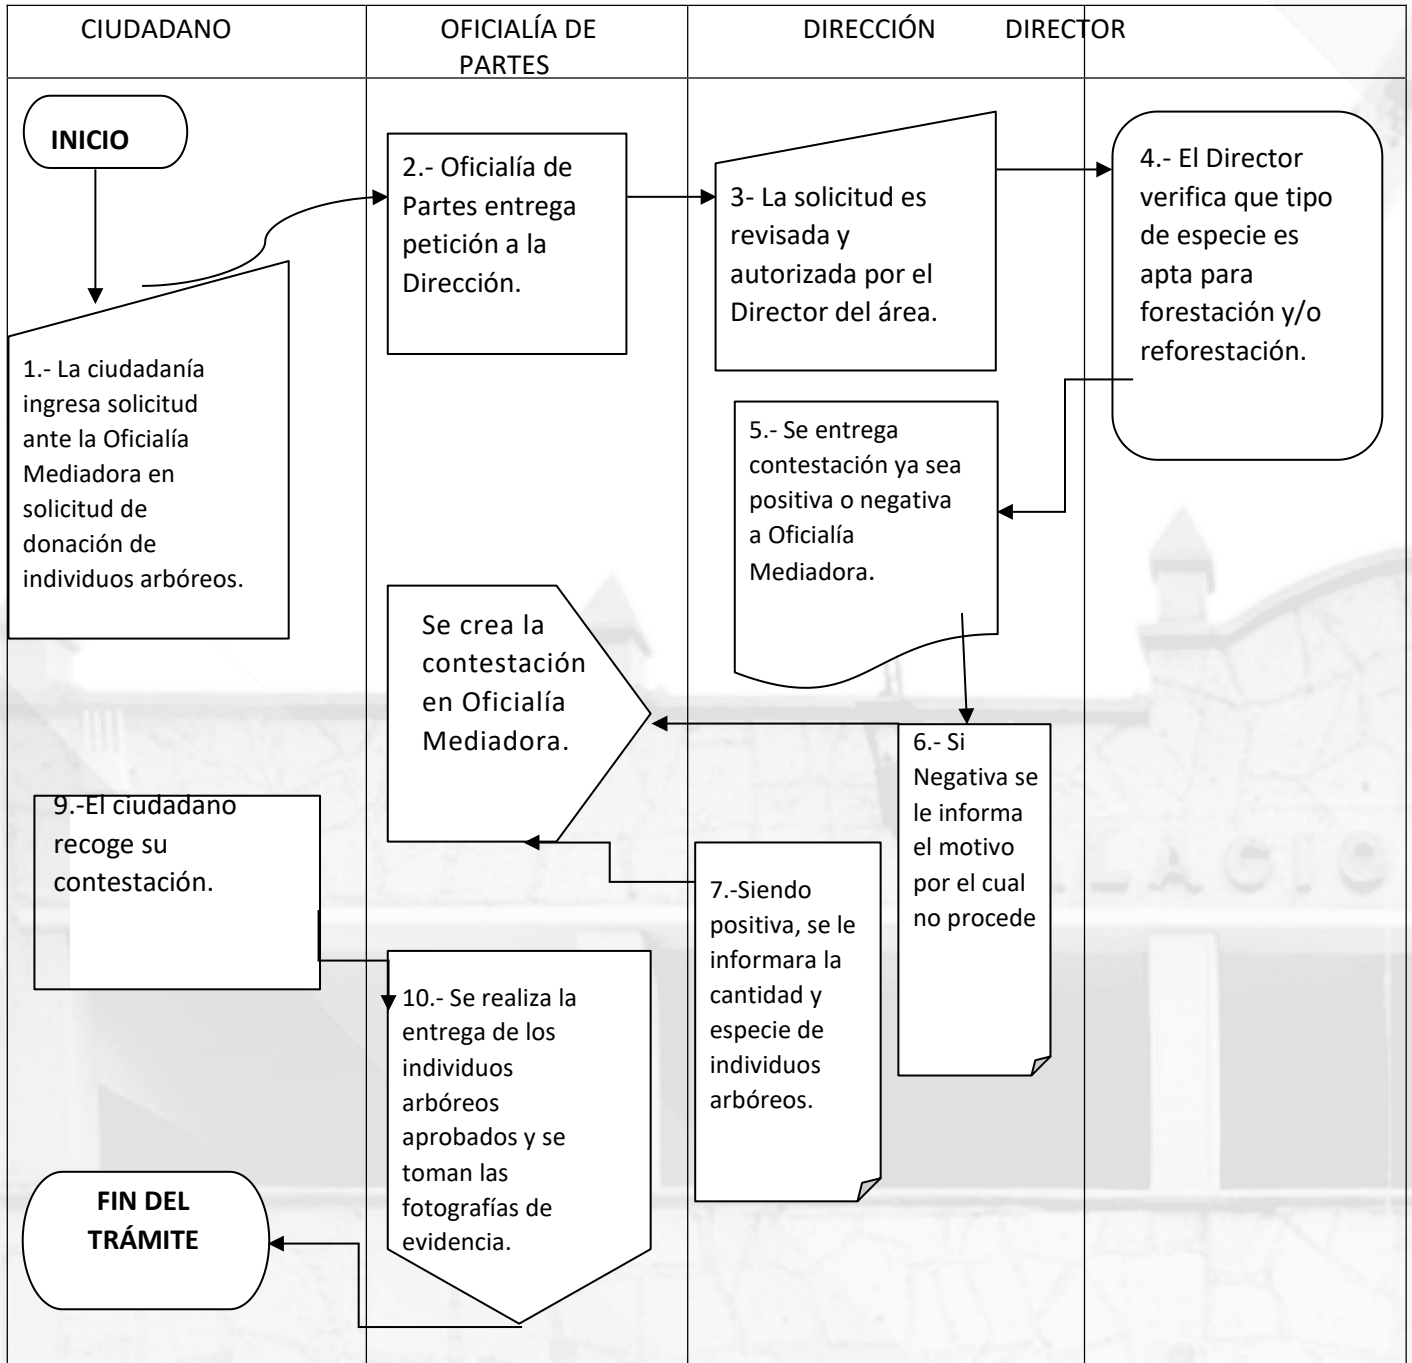 CIUDADANO
OFICIALÍA DE
PARTES
DIRECCIÓN
DIRECTOR
INICIO
1.- La ciudadanía
ingresa solicitud
ante la Oficialía
Mediadora en
solicitud de
donación de
individuos arbóreos.
2.- Oficialía de
Partes entrega
petición a la
Dirección.
3- La solicitud es
revisada y
autorizada por el
Director del área.
4.- El Director
verifica que tipo
de especie es
apta para
forestación y/o
reforestación.
5.- Se entrega
contestación ya sea
positiva o negativa
a Oficialía
Mediadora.
Se crea la
contestación
en Oficialía
Mediadora.
6.- Si
Negativa se
le informa
el motivo
por el cual
no procede
7.-Siendo
positiva, se le
informara la
cantidad y
especie de
individuos
arbóreos.
9.-El ciudadano
recoge su
contestación.
10.- Se realiza la
entrega de los
individuos
arbóreos
aprobados y se
toman las
fotografías de
evidencia.
FIN DEL
TRÁMITE
LACIO